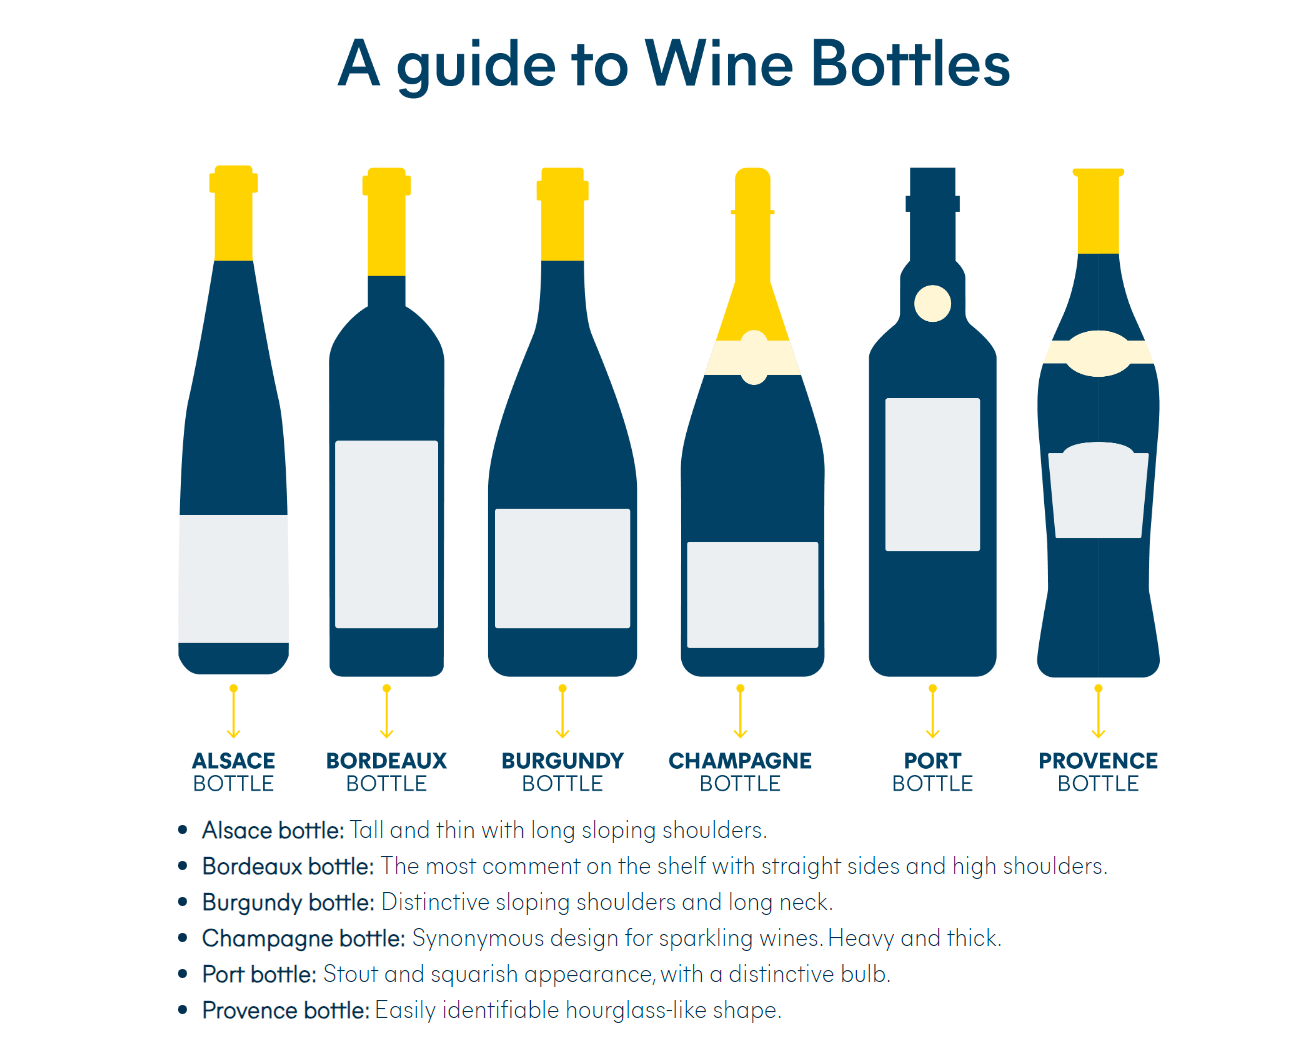 A guide to Wine Bottles
ALSACE BOTTLE
BORDEAUX BOTTLE
BURGUNDY BOTTLE
CHAMPAGNE BOTTLE
PORT BOTTLE
PROVENCE BOTTLE
• Alsace bottle: Tall and thin with long sloping shoulders.
• Bordeaux bottle: The most comment on the shelf with straight sides and high shoulders.
• Burgundy bottle: Distinctive sloping shoulders and long neck.
• Champagne bottle: Synonymous design for sparkling wines. Heavy and thick.
• Port bottle: Stout and squarish appearance, with a distinctive bulb.
• Provence bottle: Easily identifiable hourglass-like shape.